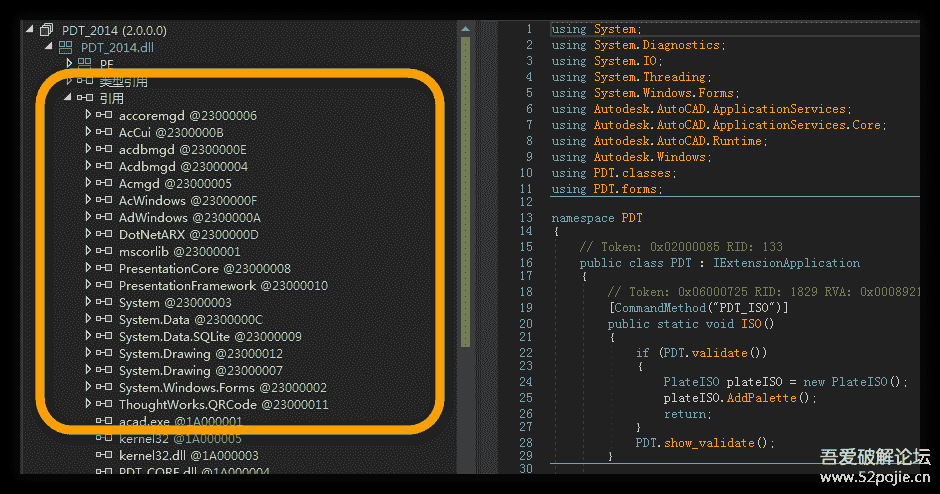 PDT_2014 (2.0.0.0)
PDT_2014.dll
PE
类型引用
引用
accoremgd @23000006
AcCui @2300000B
acdbmgd @2300000E
Acdbmgd @23000004
Acmgd @23000005
AcWindows @2300000F
AdWindows @2300000A
DotNetARX @2300000D
mscorlib @23000001
PresentationCore @23000008
PresentationFramework @23000010
System @23000003
System.Data @2300000C
System.Data.SQLite @23000009
System.Drawing @23000012
System.Drawing @23000007
System.Windows.Forms @23000002
ThoughtWorks.QRCode @23000011
acad.exe @1A000001
kernel32 @1A000005
kernel32.dll @1A000003
PDT_CORE.dll @1A000004
1 using System;
2 using System.Diagnostics;
3 using System.IO;
4 using System.Threading;
5 using System.Windows.Forms;
6 using Autodesk.AutoCAD.ApplicationServices;
7 using Autodesk.AutoCAD.ApplicationServices.Core;
8 using Autodesk.AutoCAD.Runtime;
9 using Autodesk.Windows;
10 using PDT.classes;
11 using PDT.forms;
12
13 namespace PDT
14 {
15 // Token: 0x02000085 RID: 133
16 public class PDT : IExtensionApplication
17 {
18 // Token: 0x06000725 RID: 1829 RVA: 0x0008921
19 [CommandMethod("PDT_ISO")]
20 public static void ISO()
21 {
22 if (PDT.validate())
23 {
24 PlateISO plateISO = new PlateISO();
25 plateISO.AddPalette();
26 return;
27 }
28 PDT.show_validate();
29 }
30
吾爱破解论坛
www.52pojie.cn